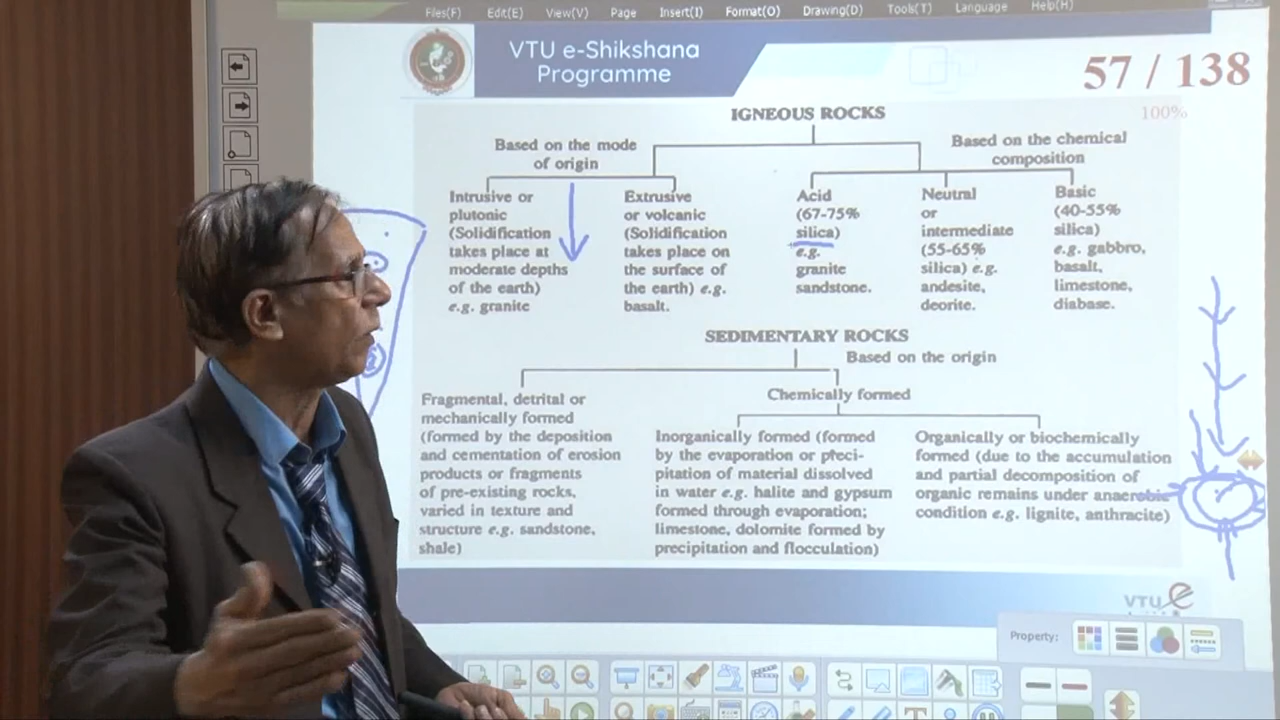 Files(F) Edit(E) View(V) Page Insert(I) Format(O) Drawing(D) Tools(T) Language Help(H)
VTU e-Shikshana
Programme
57 / 138
100%
IGNEOUS ROCKS
Based on the mode
of origin
Based on the chemical
composition
Intrusive or
plutonic
(Solidification
takes place at
moderate depths
of the earth)
e.g. granite
Extrusive
or volcanic
(Solidification
takes place on
the surface of
the earth) e.g.
basalt.
Acid
(67-75%
silica)
e.g.
granite
sandstone.
Neutral
or
intermediate
(55-65%
silica) e.g.
andesite,
deorite.
Basic
(40-55%
silica)
e.g. gabbro,
basalt,
limestone,
diabase.
SEDIMENTARY ROCKS
Based on the origin
Fragmental, detrital or
mechanically formed
(formed by the deposition
and cementation of erosion
products or fragments
of pre-existing rocks,
varied in texture and
structure e.g. sandstone,
shale)
Chemically formed
Inorganically formed (formed
by the evaporation or preci-
pitation of material dissolved
in water e.g. halite and gypsum
formed through evaporation;
limestone, dolomite formed by
precipitation and flocculation)
Organically or biochemically
formed (due to the accumulation
and partial decomposition of
organic remains under anaerobic
condition e.g. lignite, anthracite)
VTU e
Property: